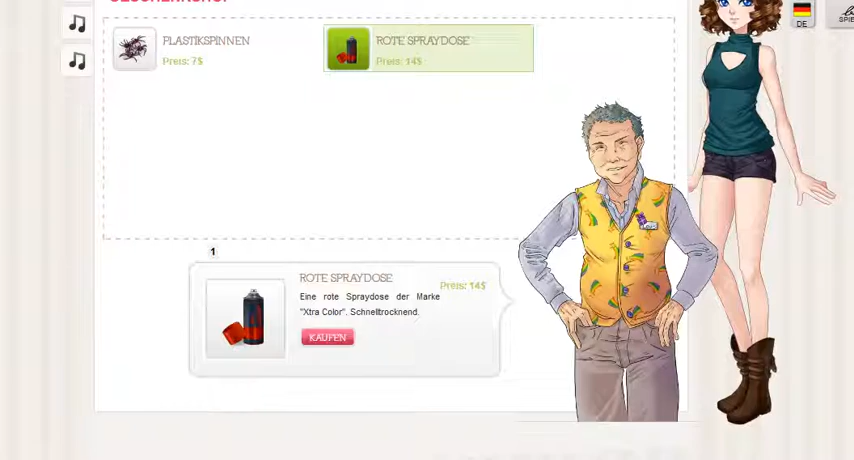 PLASTIKSPINNEN
Preis: 7$
ROTE SPRAYDOSE
Preis: 14$
DE
1
ROTE SPRAYDOSE
Preis: 14$
Eine rote Spraydose der Marke
"Xtra Color". Schnelltrocknend.
KAUFEN